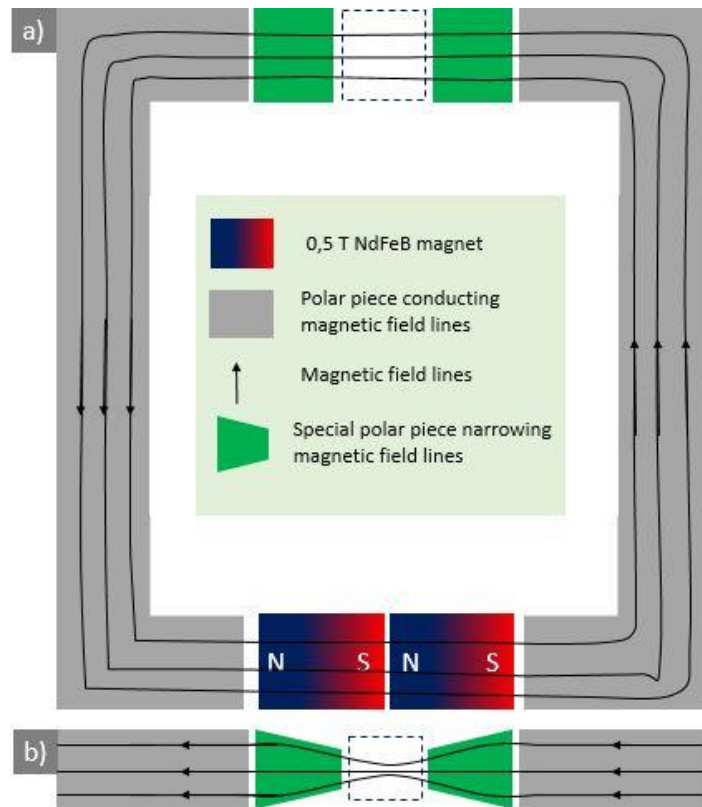 a)
0,5 T NdFeB magnet
Polar piece conducting
magnetic field lines
Magnetic field lines
Special polar piece narrowing
magnetic field lines
N S N S
b)